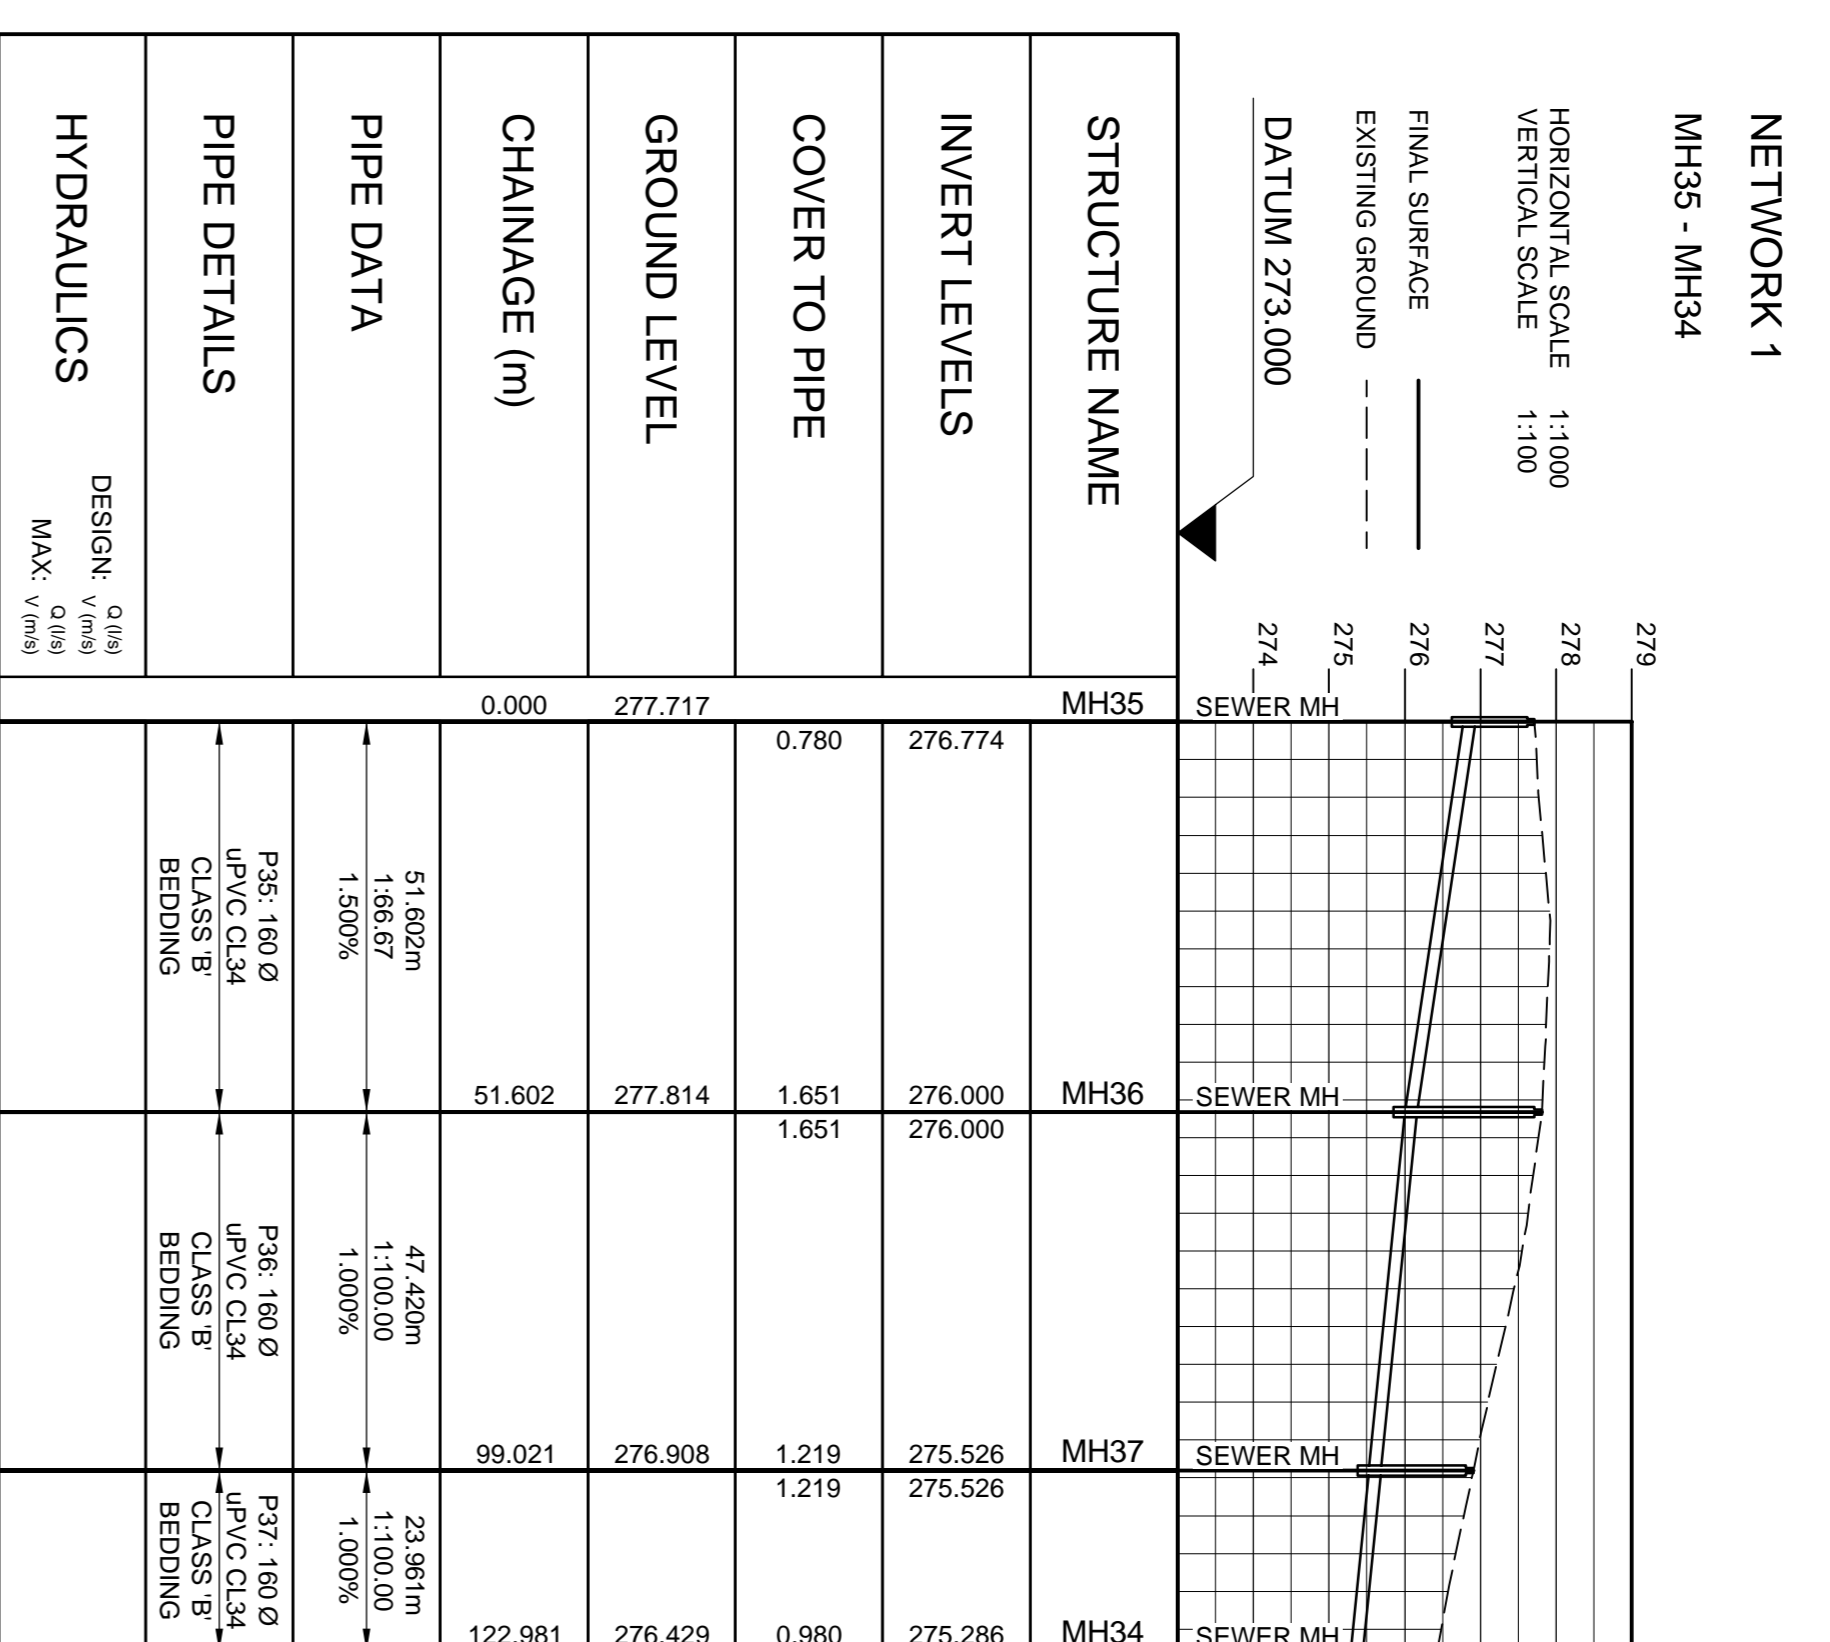 NETWORK 1
MH35 - MH34
HORIZONTAL SCALE 1:1000
VERTICAL SCALE 1:100
FINAL SURFACE
EXISTING GROUND
DATUM 273.000
279
278
277
276
275
274
SEWER MH
SEWER MH
SEWER MH
SEWER MH
STRUCTURE NAME
MH35
MH36
MH37
MH34
INVERT LEVELS
276.774
276.000
276.000
275.526
275.526
275.286
COVER TO PIPE
0.780
1.651
1.651
1.219
1.219
0.980
GROUND LEVEL
277.717
277.814
276.908
276.429
CHAINAGE (m)
0.000
51.602
99.021
122.981
PIPE DATA
51.602m
1:66.67
1.500%
47.420m
1:100.00
1.000%
23.961m
1:100.00
1.000%
PIPE DETAILS
P35: 160 Ø
uPVC CL34
CLASS 'B'
BEDDING
P36: 160 Ø
uPVC CL34
CLASS 'B'
BEDDING
P37: 160 Ø
uPVC CL34
CLASS 'B'
BEDDING
HYDRAULICS
DESIGN: Q (l/s)
V (m/s)
MAX: Q (l/s)
V (m/s)